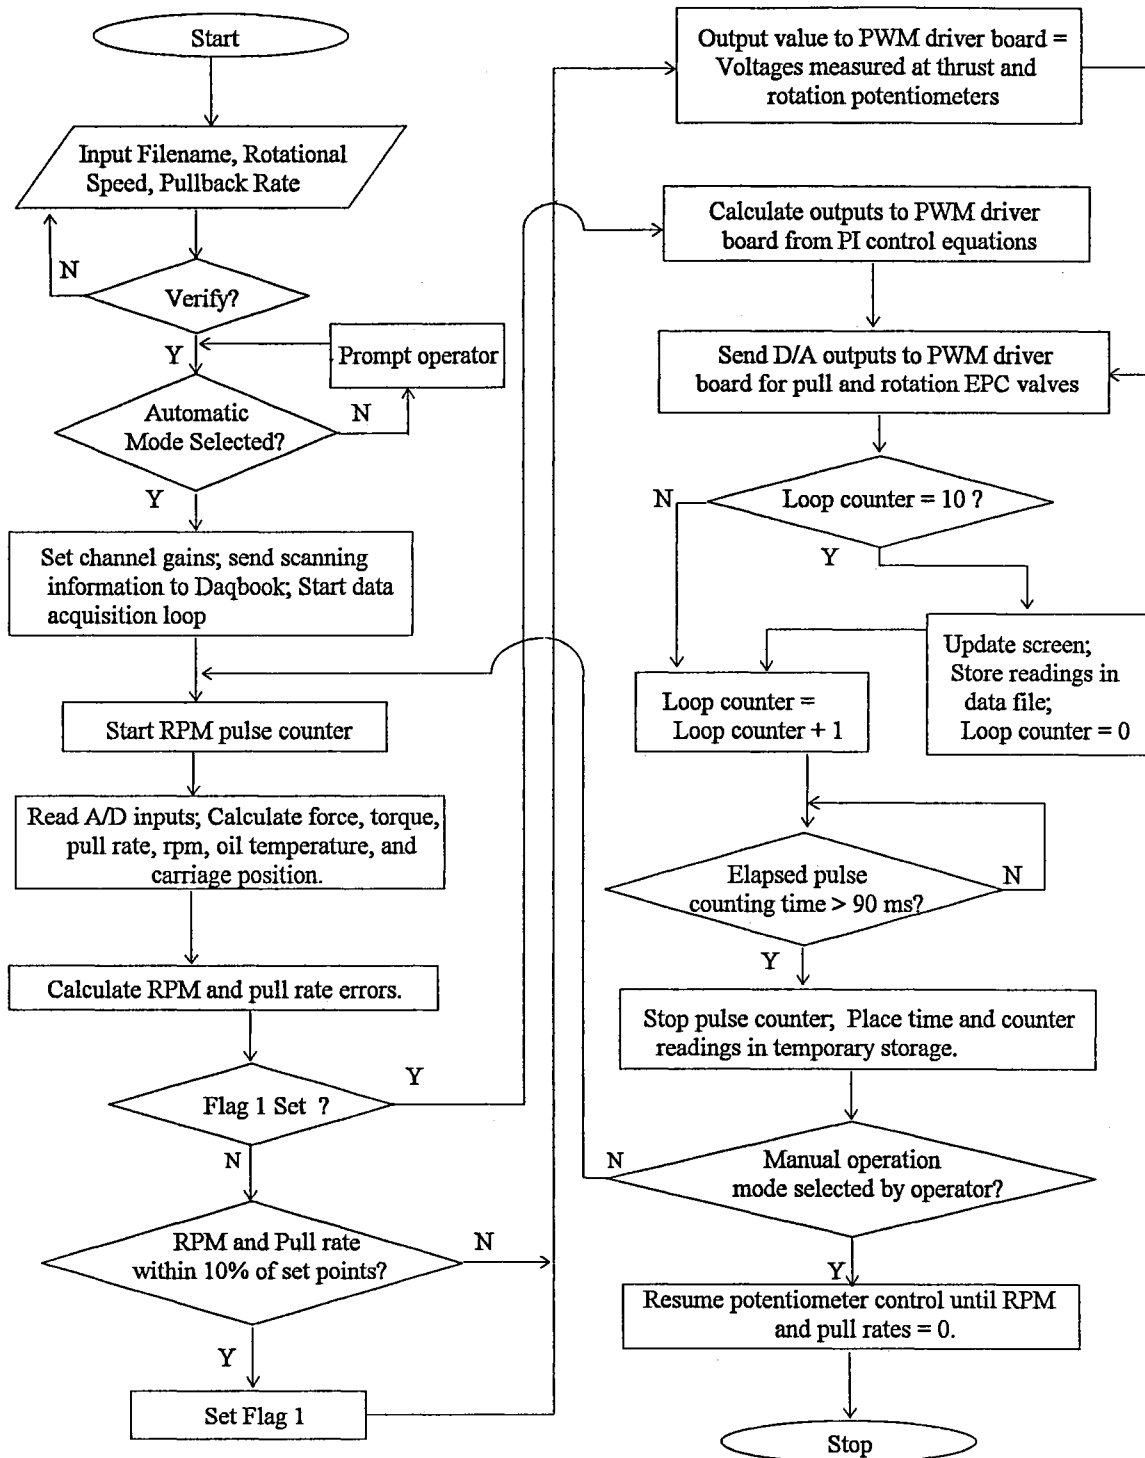 Start
Input Filename, Rotational
Speed, Pullback Rate
N
Verify?
Y
Prompt operator
Automatic
Mode Selected?
N
Y
Set channel gains; send scanning
information to Daqbook; Start data
acquisition loop
Start RPM pulse counter
Read A/D inputs; Calculate force, torque,
pull rate, rpm, oil temperature, and
carriage position.
Calculate RPM and pull rate errors.
Flag 1 Set ?
Y
N
RPM and Pull rate
within 10% of set points?
N
Y
Set Flag 1
Output value to PWM driver board =
Voltages measured at thrust and
rotation potentiometers
Calculate outputs to PWM driver
board from PI control equations
Send D/A outputs to PWM driver
board for pull and rotation EPC valves
N
Loop counter = 10 ?
Y
Update screen;
Store readings in
data file;
Loop counter = 0
Loop counter =
Loop counter + 1
Elapsed pulse
counting time > 90 ms?
N
Y
Stop pulse counter; Place time and counter
readings in temporary storage.
N
Manual operation
mode selected by operator?
Y
Resume potentiometer control until RPM
and pull rates = 0.
Stop